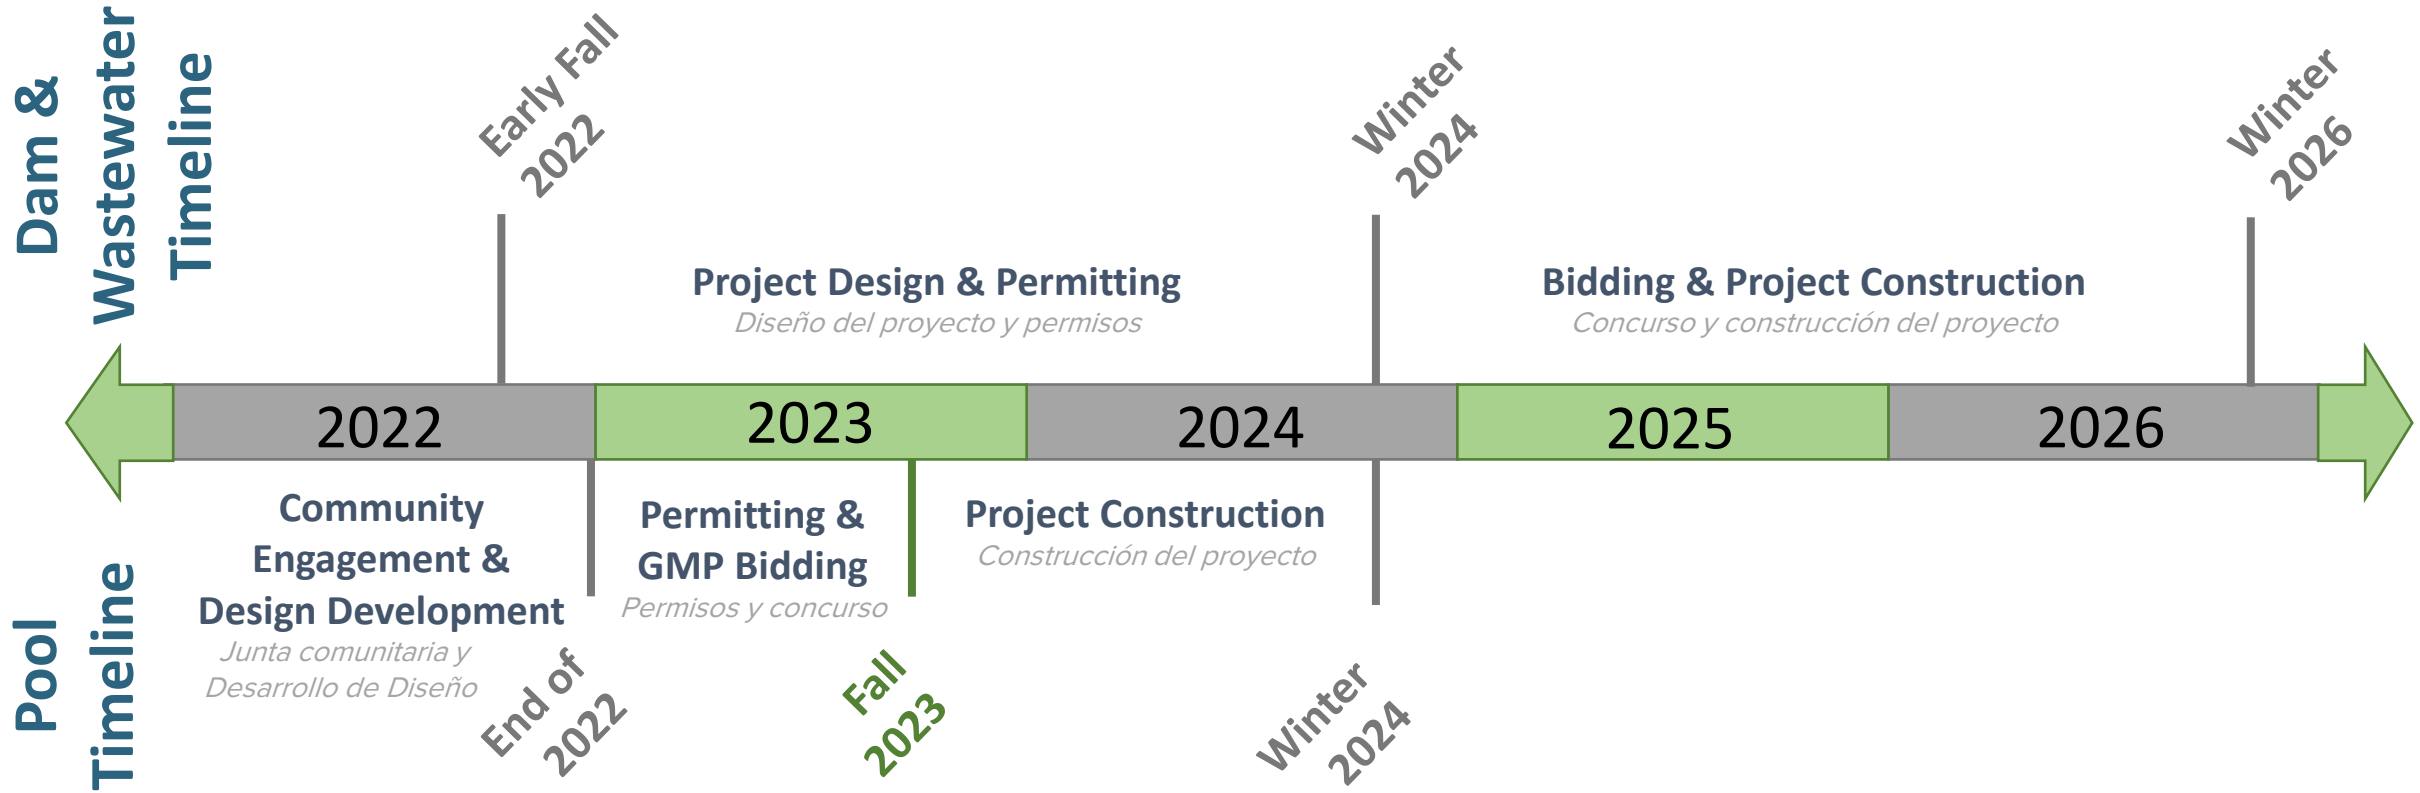 Dam &
Wastewater
Timeline
Early Fall
2022
Winter
2024
Winter
2026
Project Design & Permitting
Diseño del proyecto y permisos
Bidding & Project Construction
Concurso y construcción del proyecto
2022
2023
2024
2025
2026
Pool
Timeline
Community
Engagement &
Design Development
Junta comunitaria y
Desarrollo de Diseño
End of
2022
Permitting &
GMP Bidding
Permisos y concurso
Fall
2023
Project Construction
Construcción del proyecto
Winter
2024